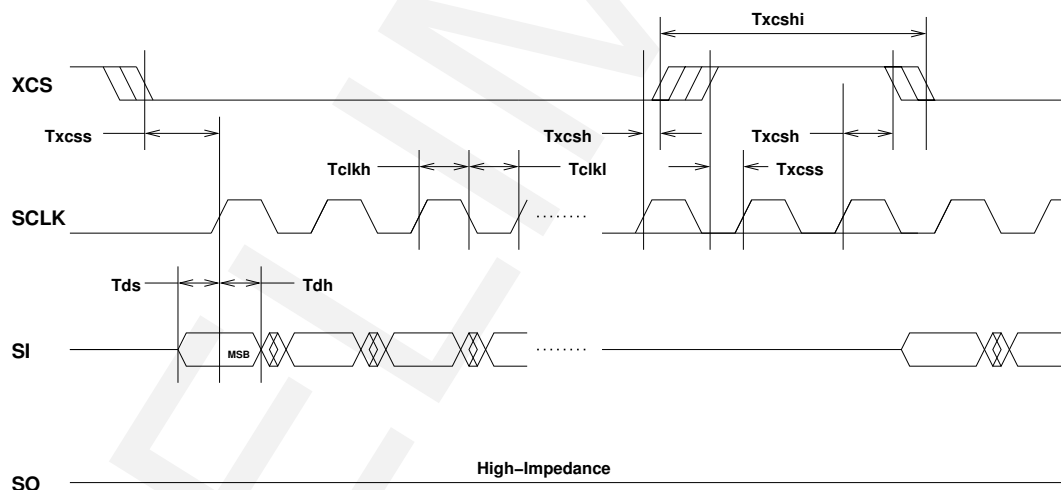 Txcshi
XCS
Txcss
Txcsh
Txcsh
Tclkh
Tclkl
Txcss
SCLK
Tds
Tdh
SI
MSB
High-Impedance
SO